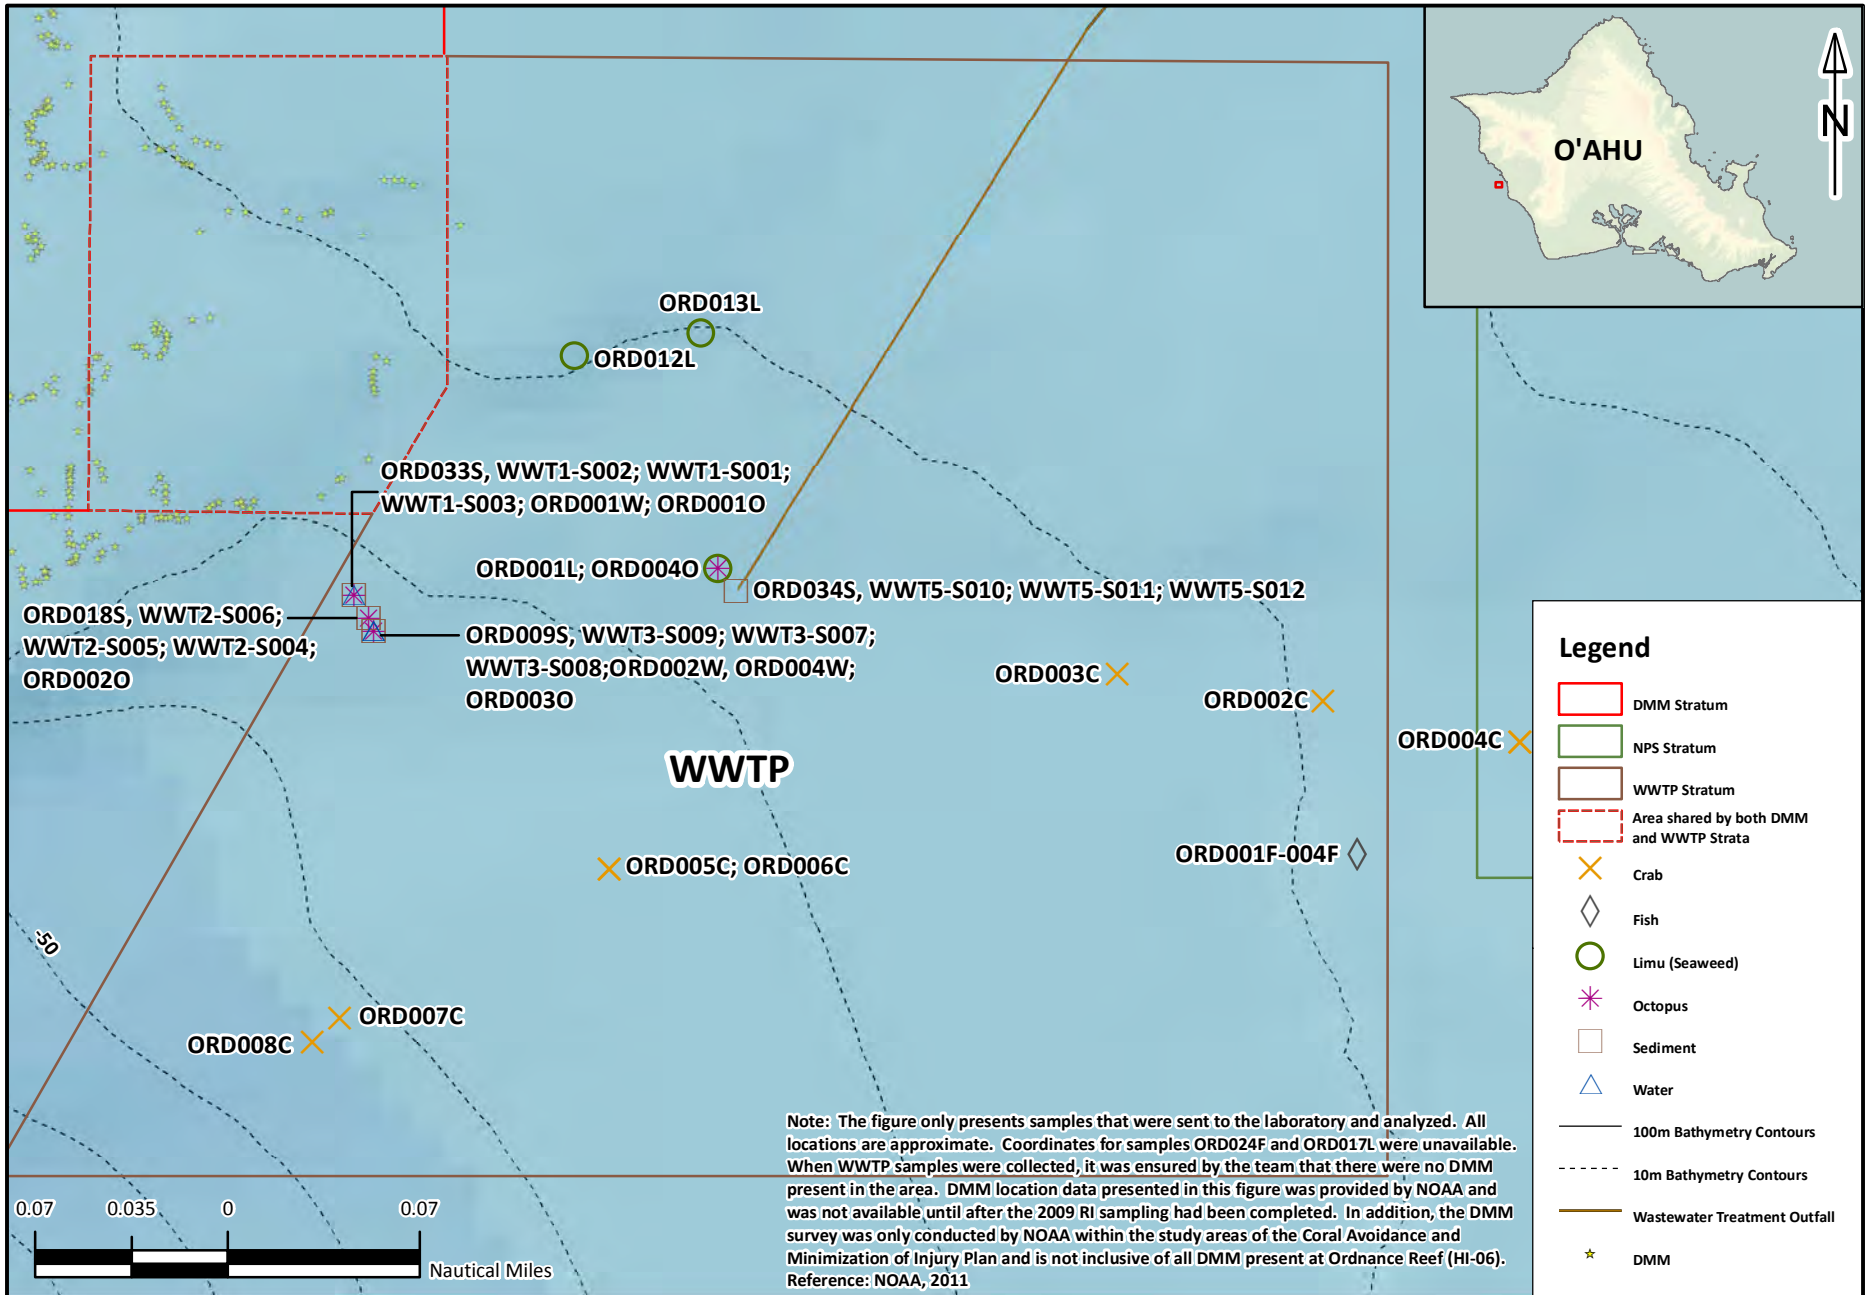 O'AHU
N
ORD013L
ORD012L
ORD033S, WWT1-S002; WWT1-S001;
WWT1-S003; ORD001W; ORD001O
ORD001L; ORD004O
ORD034S, WWT5-S010; WWT5-S011; WWT5-S012
ORD018S, WWT2-S006;
WWT2-S005; WWT2-S004;
ORD002O
ORD009S, WWT3-S009; WWT3-S007;
WWT3-S008;ORD002W, ORD004W;
ORD003O
ORD003C
ORD002C
ORD004C
WWTP
ORD001F-004F
ORD005C; ORD006C
-50
ORD007C
ORD008C
Legend
DMM Stratum
NPS Stratum
WWTP Stratum
Area shared by both DMM
and WWTP Strata
Crab
Fish
Limu (Seaweed)
Octopus
Sediment
Water
100m Bathymetry Contours
10m Bathymetry Contours
Wastewater Treatment Outfall
DMM
Note: The figure only presents samples that were sent to the laboratory and analyzed. All
locations are approximate. Coordinates for samples ORD024F and ORD017L were unavailable.
When WWTP samples were collected, it was ensured by the team that there were no DMM
present in the area. DMM location data presented in this figure was provided by NOAA and
was not available until after the 2009 RI sampling had been completed. In addition, the DMM
survey was only conducted by NOAA within the study areas of the Coral Avoidance and
Minimization of Injury Plan and is not inclusive of all DMM present at Ordnance Reef (HI-06).
Reference: NOAA, 2011
0.07 0.035 0 0.07
Nautical Miles